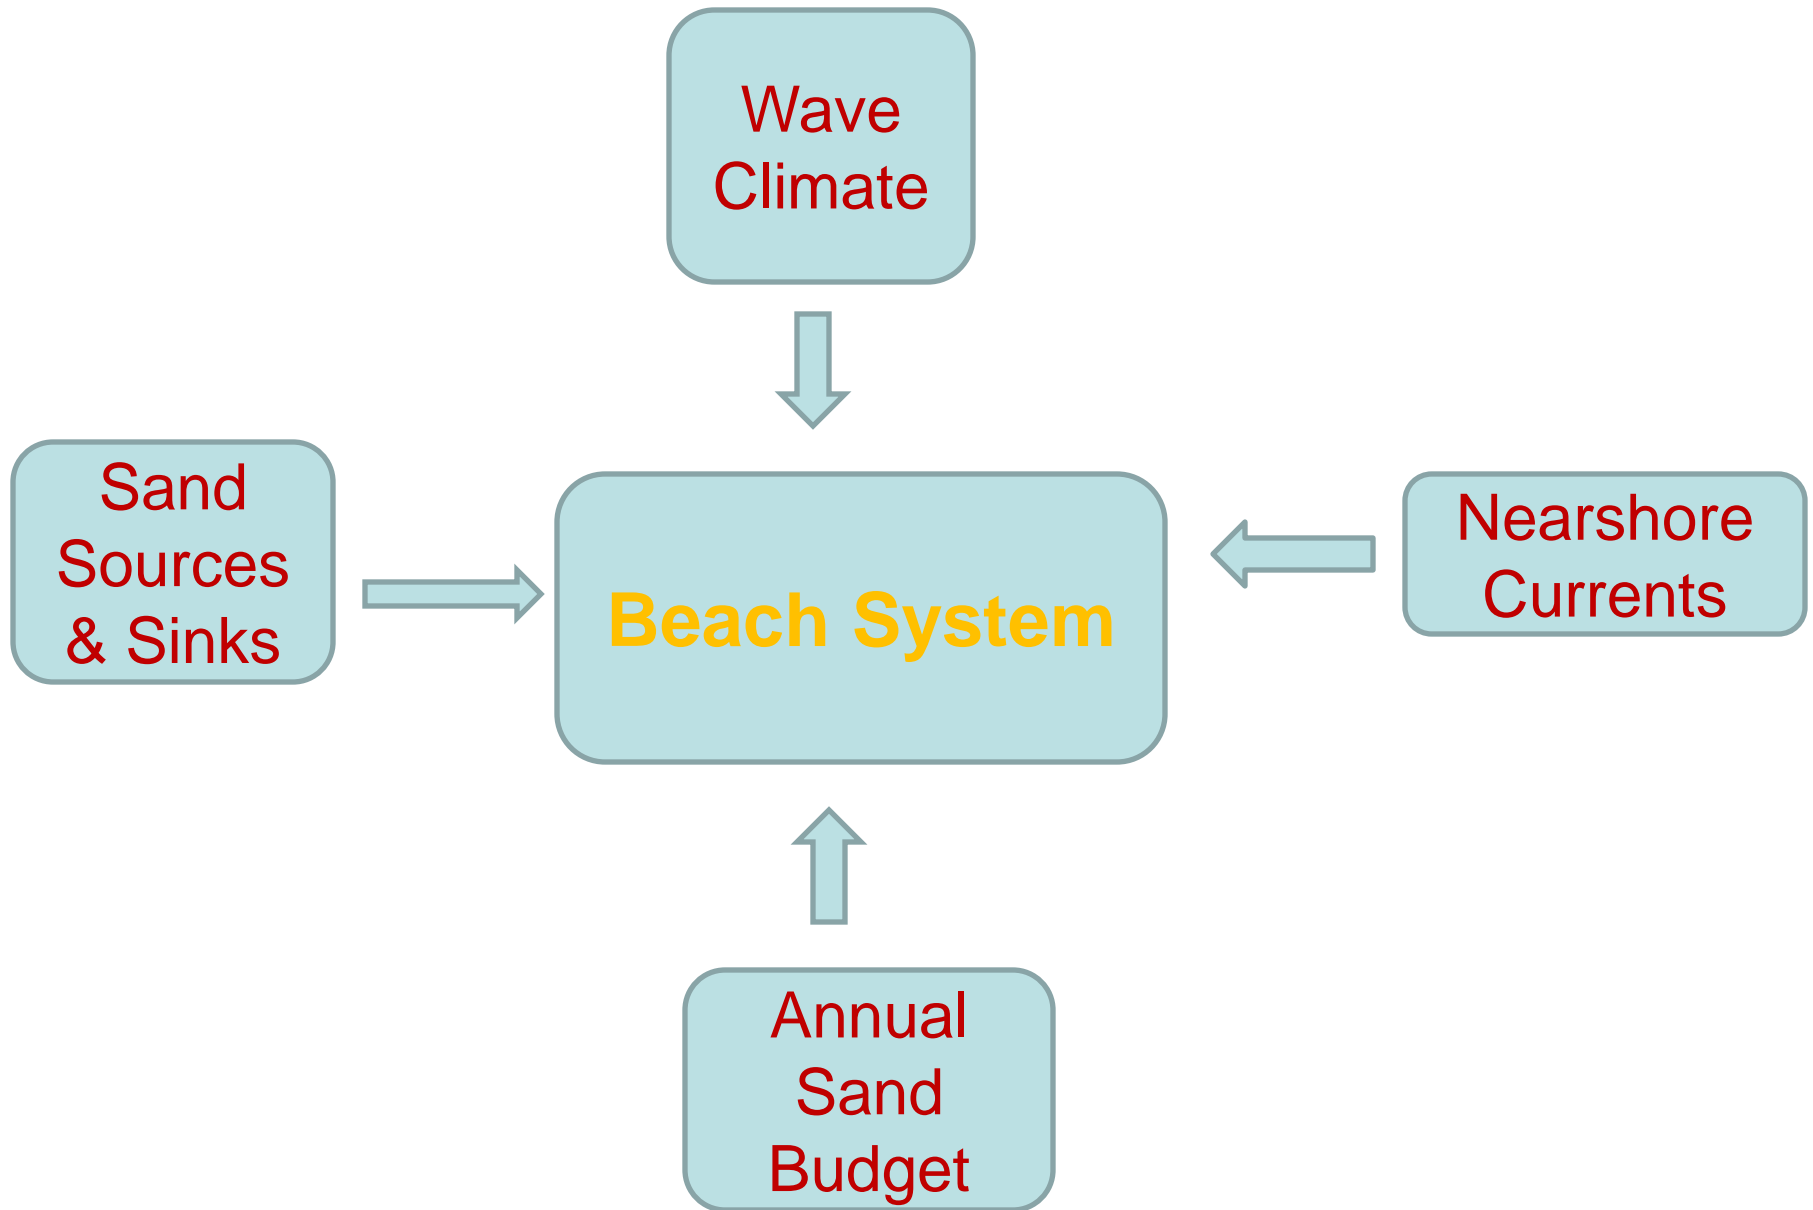 Wave
Climate
Sand
Sources
& Sinks
Beach System
Nearshore
Currents
Annual
Sand
Budget